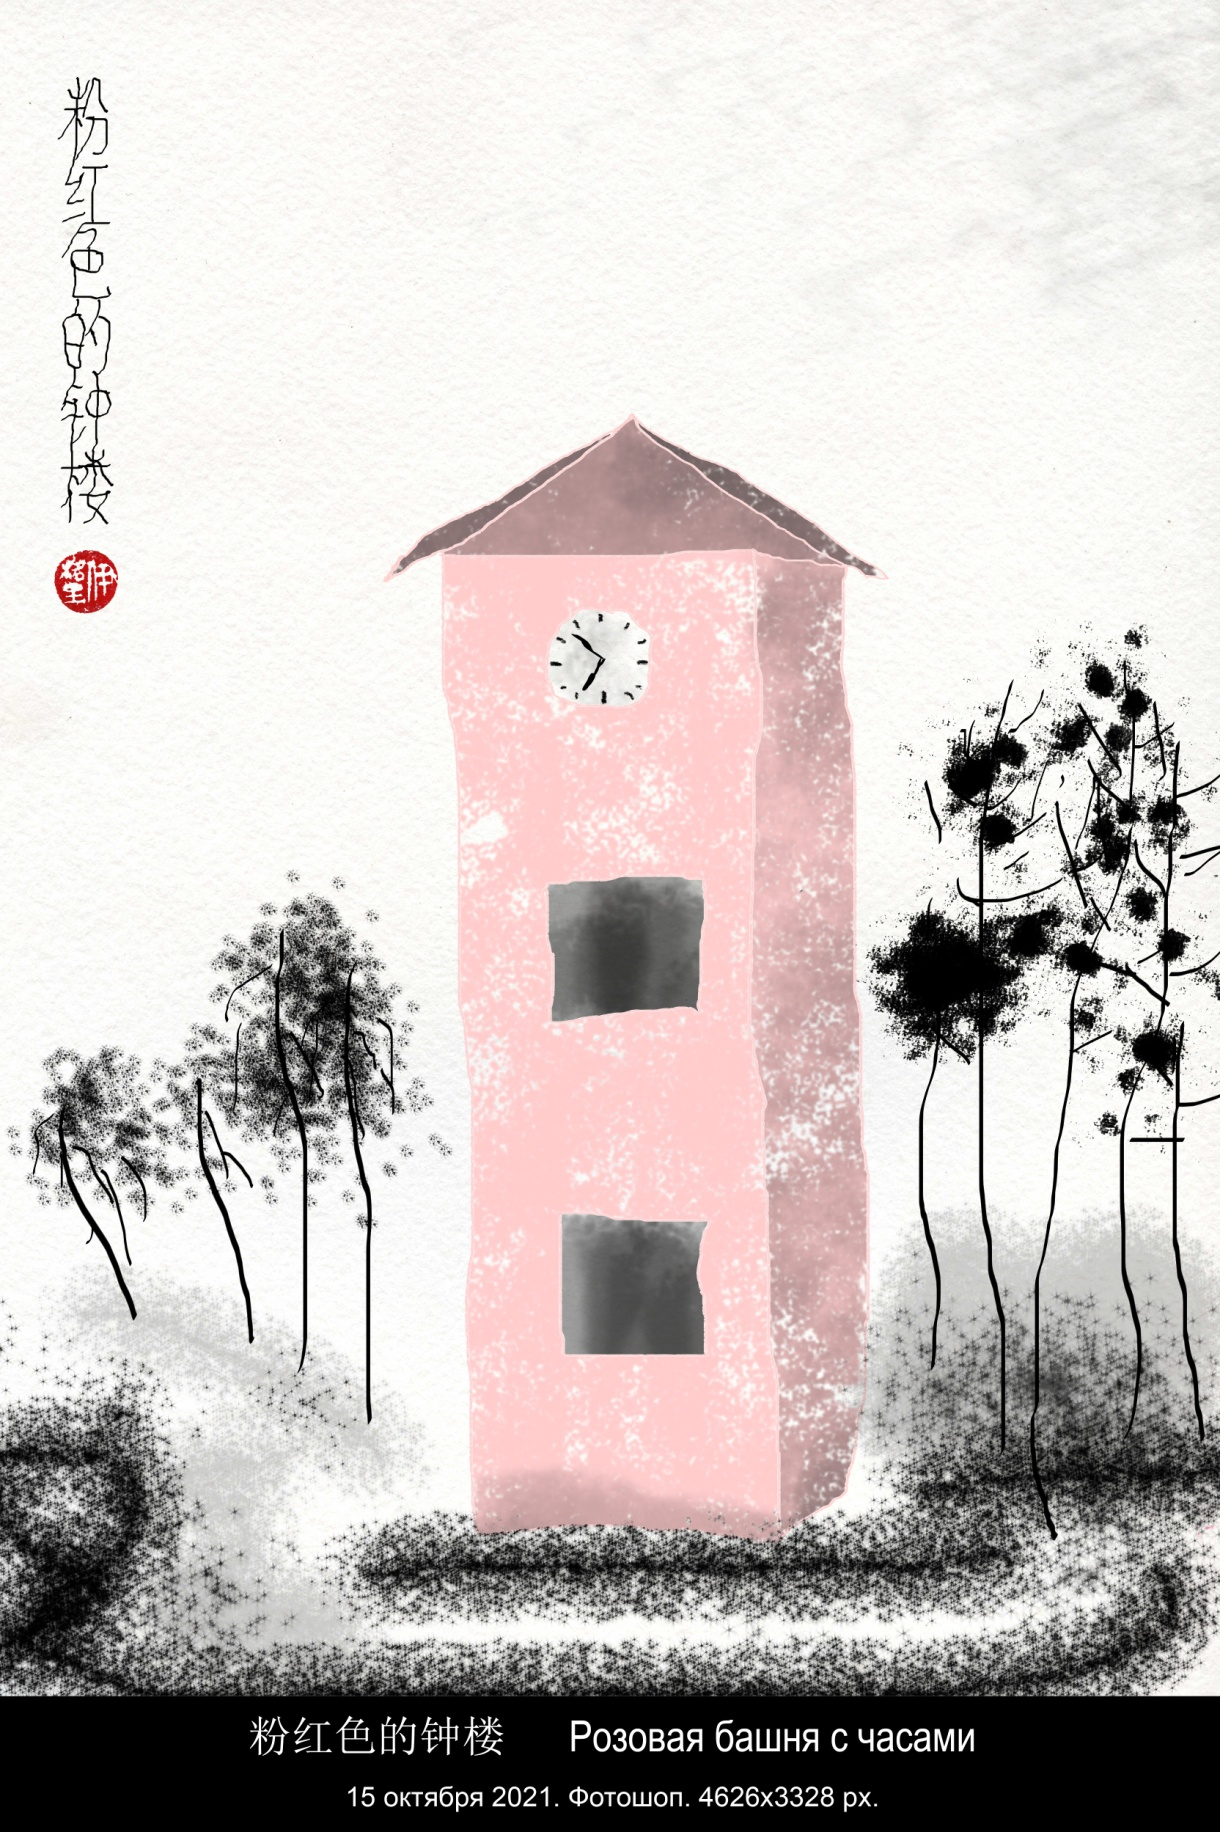 粉红色的钟楼
粉红色的钟楼 Розовая башня с часами
15 октября 2021. Фотошоп. 4626x3328 px.